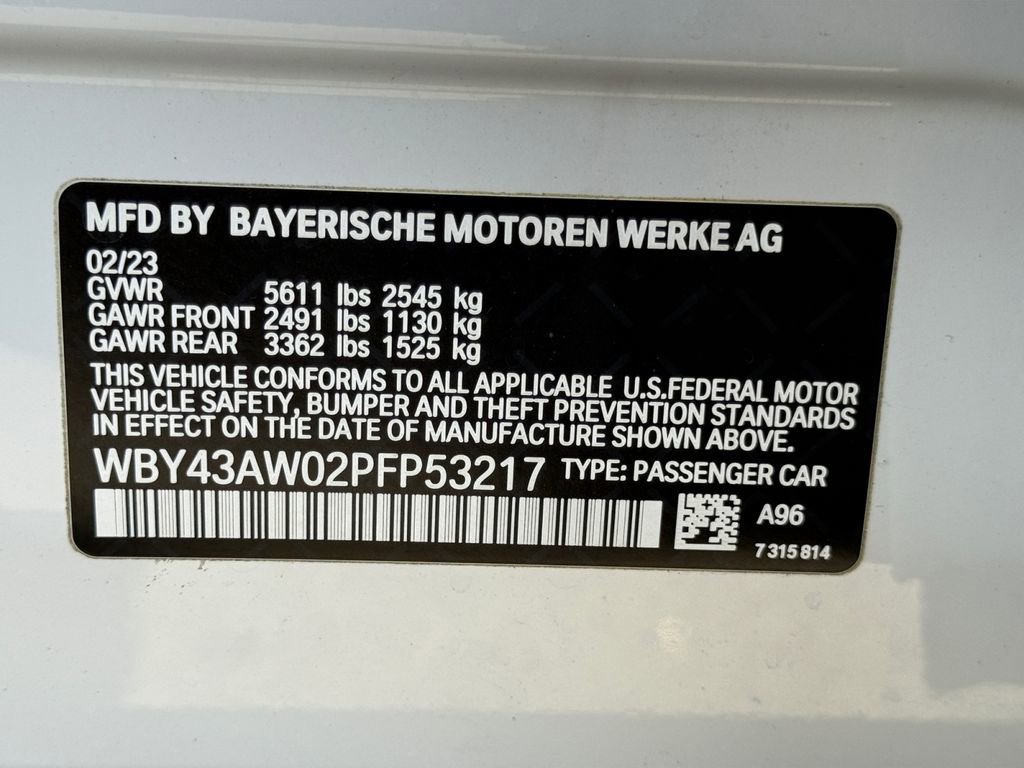 MFD BY BAYERISCHE MOTOREN WERKE AG
02/23
GVWR 5611 lbs 2545 kg
GAWR FRONT 2491 lbs 1130 kg
GAWR REAR 3362 lbs 1525 kg
THIS VEHICLE CONFORMS TO ALL APPLICABLE U.S.FEDERAL MOTOR
VEHICLE SAFETY, BUMPER AND THEFT PREVENTION STANDARDS
IN EFFECT ON THE DATE OF MANUFACTURE SHOWN ABOVE.
WBY43AW02PFP53217 TYPE: PASSENGER CAR
A96
7 315 814